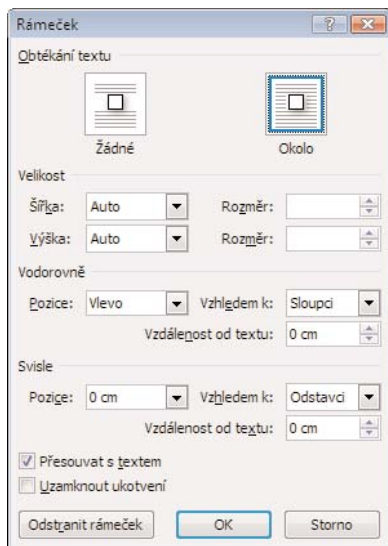 Rámeček
Obtékání textu
Žádné Okolo
Velikost
Šířka: Auto Rozměr:
Výška: Auto Rozměr:
Vodorovně
Pozice: Vlevo Vzhledem k: Sloupci
Vzdálenost od textu: 0 cm
Svisle
Pozice: 0 cm Vzhledem k: Odstavci
Vzdálenost od textu: 0 cm
Přesouvat s textem
Uzamknout ukotvení
Odstranit rámeček OK Storno